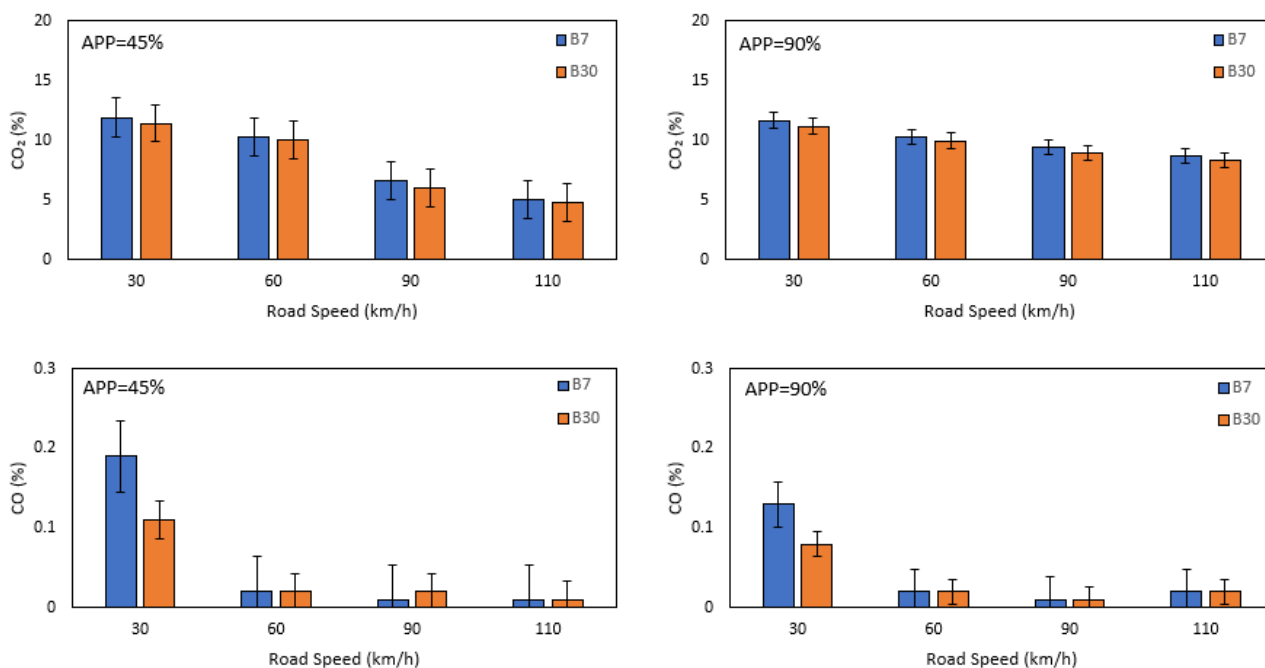 20
15
10
5
0
CO₂ (%)
APP=45%
B7
B30
30 60 90 110
Road Speed (km/h)
20
15
10
5
0
CO₂ (%)
APP=90%
B7
B30
30 60 90 110
Road Speed (km/h)
0.3
0.2
0.1
0
CO (%)
APP=45%
B7
B30
30 60 90 110
Road Speed (km/h)
0.3
0.2
0.1
0
CO (%)
APP=90%
B7
B30
30 60 90 110
Road Speed (km/h)